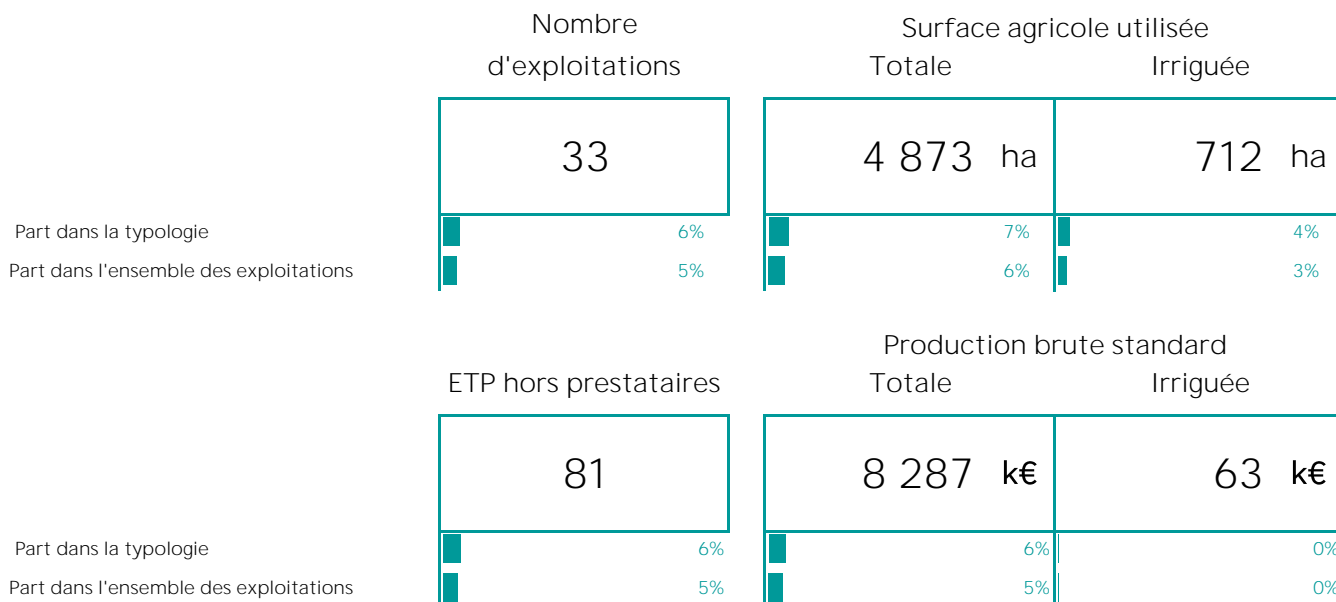 Nombre
d'exploitations
Surface agricole utilisée
Totale Irriguée
33 4 873 ha 712 ha
Part dans la typologie 6% 7% 4%
Part dans l'ensemble des exploitations 5% 6% 3%
Production brute standard
ETP hors prestataires Totale Irriguée
81 8 287 k€ 63 k€
Part dans la typologie 6% 6% 0%
Part dans l'ensemble des exploitations 5% 5% 0%